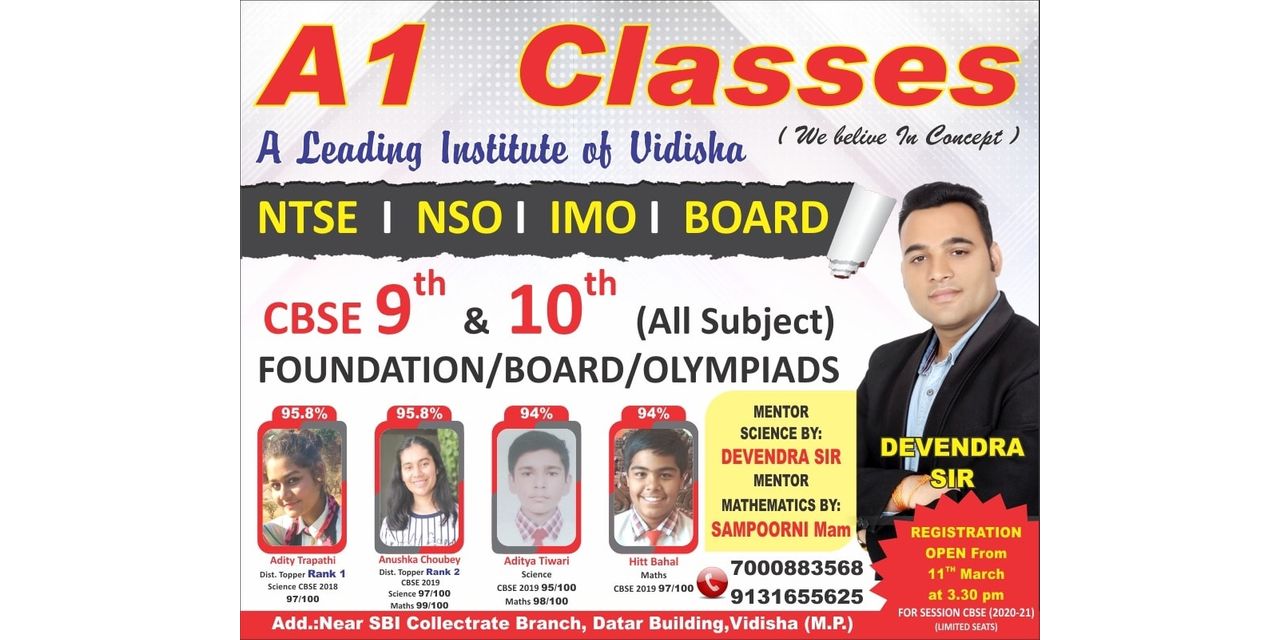 A1 Classes
A Leading Institute of Vidisha
( We belive In Concept )
NTSE I NSO I IMO I BOARD
CBSE 9th & 10th (All Subject)
FOUNDATION/BOARD/OLYMPIADS
95.8%
Adity Trapathi
Dist. Topper Rank 1
Science CBSE 2018
97/100
95.8%
Anushka Choubey
Dist. Topper Rank 2
CBSE 2019
Science 97/100
Maths 99/100
94%
Aditya Tiwari
Science
CBSE 2019 95/100
Maths 98/100
94%
Hitt Bahal
Maths
CBSE 2019 97/100
MENTOR
SCIENCE BY:
DEVENDRA SIR
MENTOR
MATHEMATICS BY:
SAMPOORNI Mam
7000883568
9131655625
DEVENDRA
SIR
REGISTRATION
OPEN From
11TH March
at 3.30 pm
FOR SESSION CBSE (2020-21)
(LIMITED SEATS)
Add.:Near SBI Collectrate Branch, Datar Building,Vidisha (M.P.)